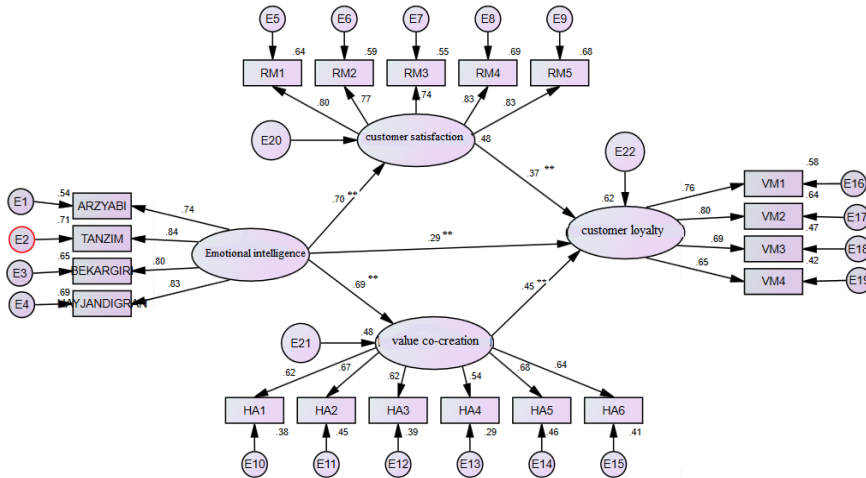 E5 E6 E7 E8 E9
.64 .59 .55 .69 .68
RM1 RM2 RM3 RM4 RM5
.80 .77 .74 .83 .83
E20 customer satisfaction .48
E22
.37 ** .62 .58
E1 .54 ARZYABI .74
.70 ** .76 VM1 E16
.71 .64
E2 TANZIM .84 .80 VM2 E17
Emotional intelligence .29 ** customer loyalty
.65 .47
E3 BEKARGIRI .80 .69 VM3 E18
.69 .42
E4 AYJANDIGRAN .83 .65 VM4 E19
.69 ** .45 **
E21 .48 value co-creation
.62 .67 .62 .54 .68 .64
HA1 HA2 HA3 HA4 HA5 HA6
.38 .45 .39 .29 .46 .41
E10 E11 E12 E13 E14 E15